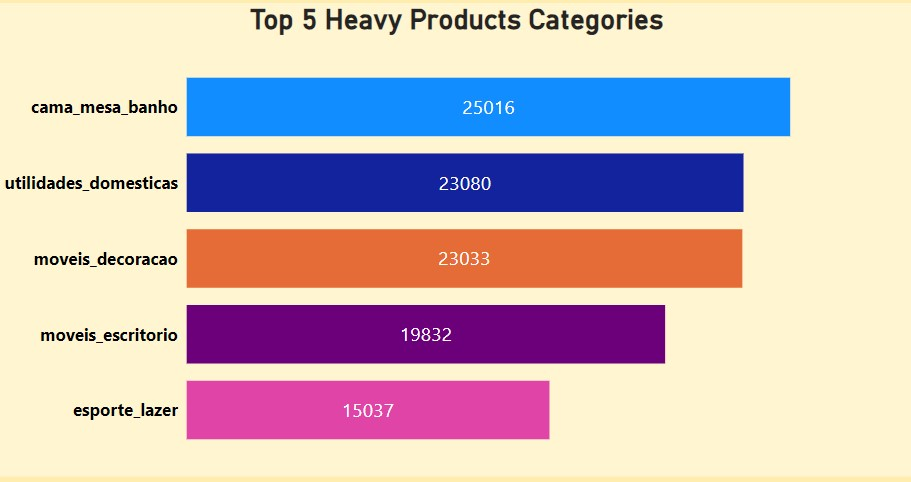 Top 5 Heavy Products Categories
cama_mesa_banho 25016
utilidades_domesticas 23080
moveis_decoracao 23033
moveis_escritorio 19832
esporte_lazer 15037